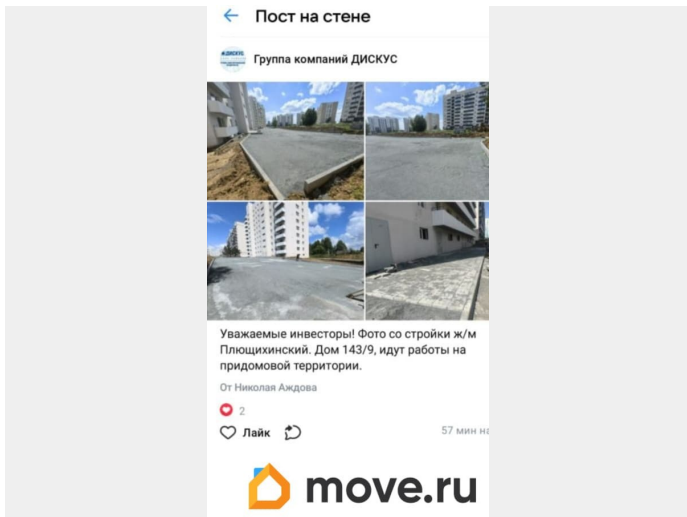 Пост на стене
Группа компаний ДИСКУС
Уважаемые инвесторы! Фото со стройки ж/м
Плющихинский. Дом 143/9, идут работы на
придомовой территории.
От Николая Аждова
2
Лайк
57 мин на
move.ru